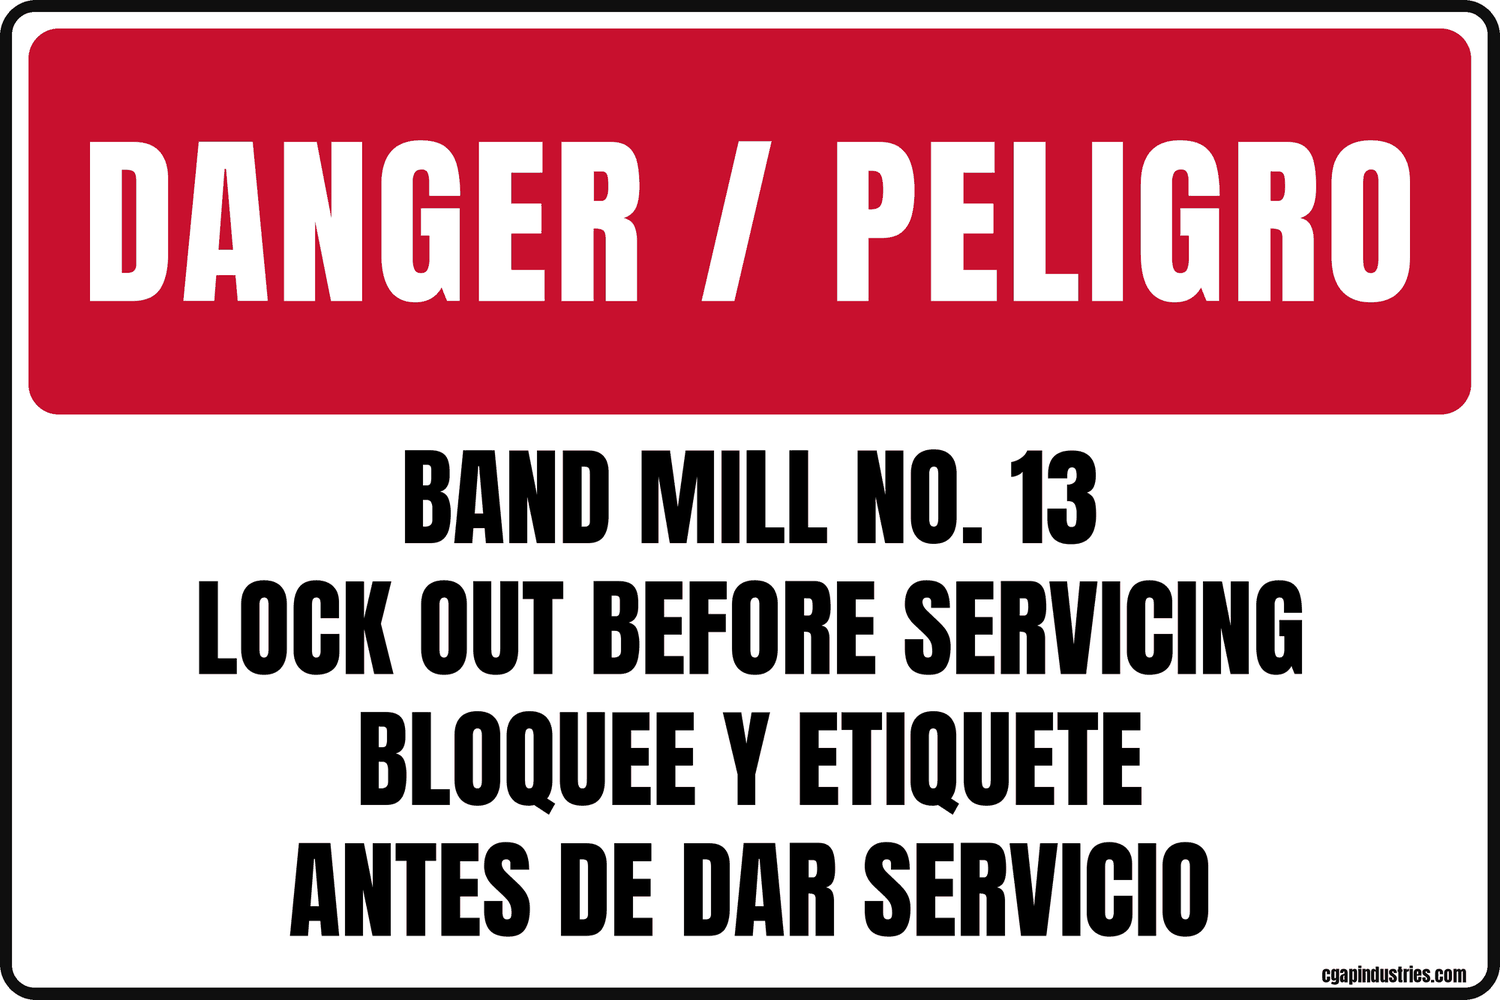 DANGER / PELIGRO
BAND MILL NO. 13
LOCK OUT BEFORE SERVICING
BLOQUEE Y ETIQUETE
ANTES DE DAR SERVICIO
cgapindustries.com